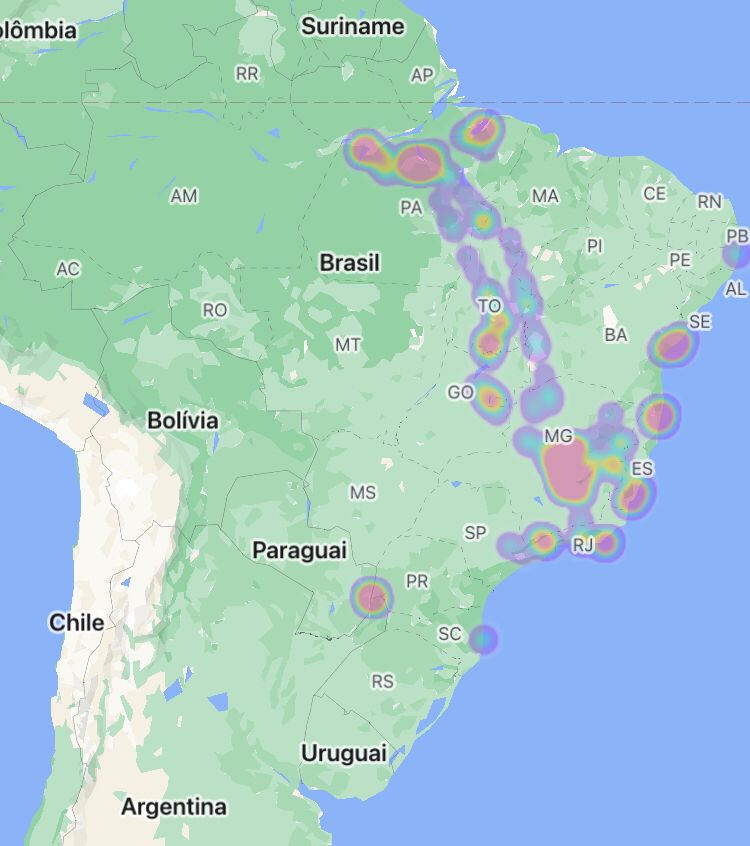 olômbia
Suriname
RR
AP
AM
PA
MA
CE
RN
PB
PI
Brasil
PE
AC
AL
TO
RO
SE
BA
MT
GO
Bolívia
MG
ES
MS
SP
RJ
Paraguai
PR
Chile
SC
RS
Uruguai
Argentina